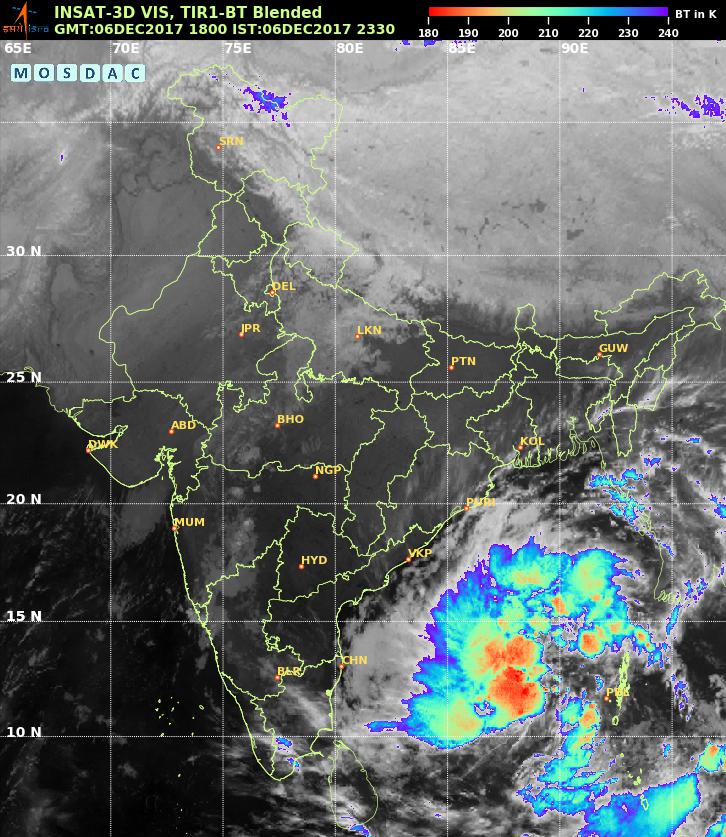 INSAT-3D VIS, TIR1-BT Blended
GMT:06DEC2017 1800 IST:06DEC2017 2330
BT in K
180 190 200 210 220 230 240
65E 70E 75E 80E 85E 90E
M O S D A C
SRN
30 N
DEL
JPR LKN GUW
PTN
25 N
ABD BHO
DWK KOL
NGP
20 N PURI
MUM
HYD VKP
15 N
CHN
BLR
PBL
10 N